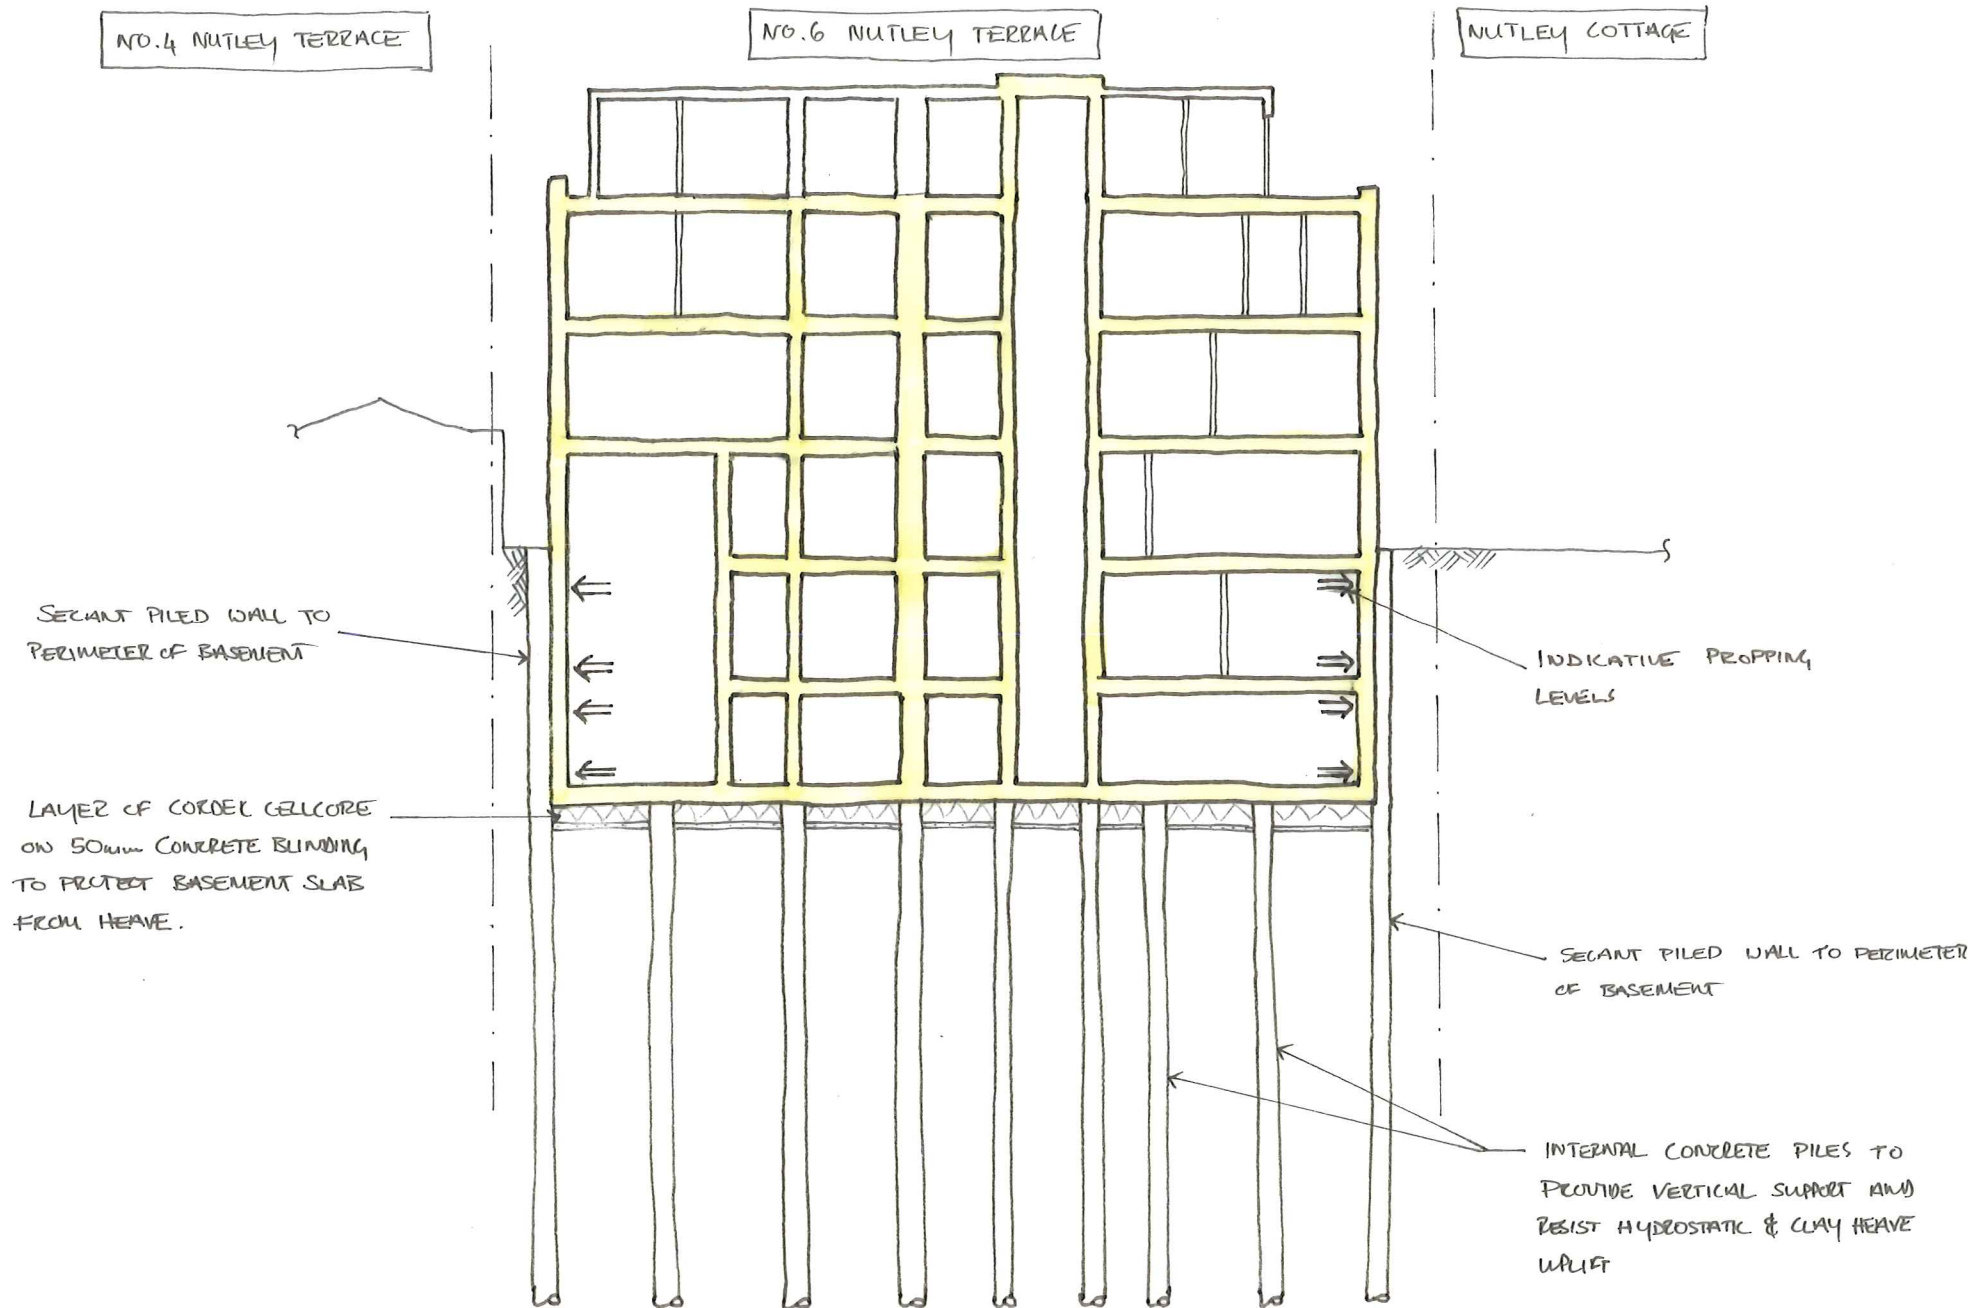 NO.4 NUTLEY TERRACE
NO.6 NUTLEY TERRACE
NUTLEY COTTAGE
SECANT PILED WALL TO
PERIMETER OF BASEMENT
INDICATIVE PROPPING
LEVELS
LAYER OF CORDEK CELLCORE
ON 50mm CONCRETE BLINDING
TO PROTECT BASEMENT SLAB
FROM HEAVE.
SECANT PILED WALL TO PERIMETER
OF BASEMENT
INTERNAL CONCRETE PILES TO
PROVIDE VERTICAL SUPPORT AND
RESIST HYDROSTATIC & CLAY HEAVE
UPLIFT